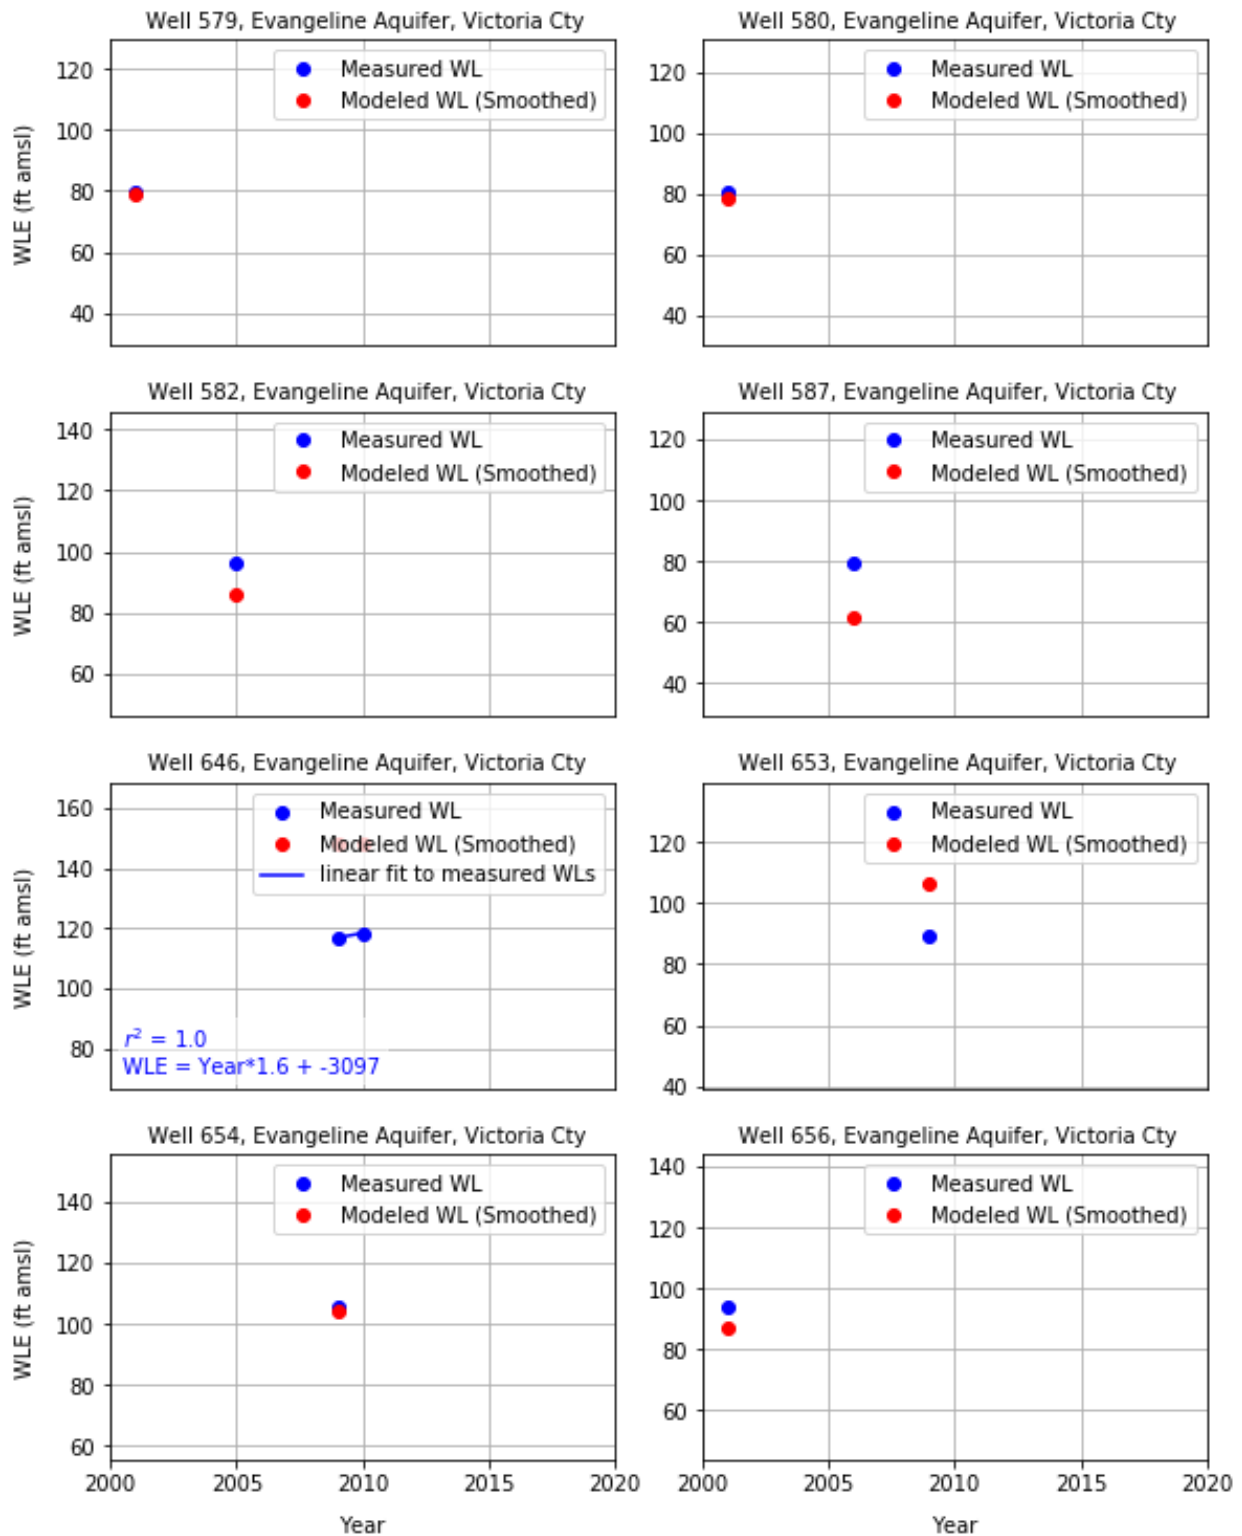 Well 579, Evangeline Aquifer, Victoria Cty
120
100
80
60
40
WLE (ft amsl)
Measured WL
Modeled WL (Smoothed)
Well 580, Evangeline Aquifer, Victoria Cty
120
100
80
60
40
Measured WL
Modeled WL (Smoothed)
Well 582, Evangeline Aquifer, Victoria Cty
140
120
100
80
60
WLE (ft amsl)
Measured WL
Modeled WL (Smoothed)
Well 587, Evangeline Aquifer, Victoria Cty
120
100
80
60
40
Measured WL
Modeled WL (Smoothed)
Well 646, Evangeline Aquifer, Victoria Cty
160
140
120
100
80
WLE (ft amsl)
Measured WL
Modeled WL (Smoothed)
linear fit to measured WLs
r² = 1.0
WLE = Year*1.6 + -3097
Well 653, Evangeline Aquifer, Victoria Cty
120
100
80
60
40
Measured WL
Modeled WL (Smoothed)
Well 654, Evangeline Aquifer, Victoria Cty
140
120
100
80
60
WLE (ft amsl)
Measured WL
Modeled WL (Smoothed)
2000 2005 2010 2015 2020
Year
Well 656, Evangeline Aquifer, Victoria Cty
140
120
100
80
60
Measured WL
Modeled WL (Smoothed)
2000 2005 2010 2015 2020
Year